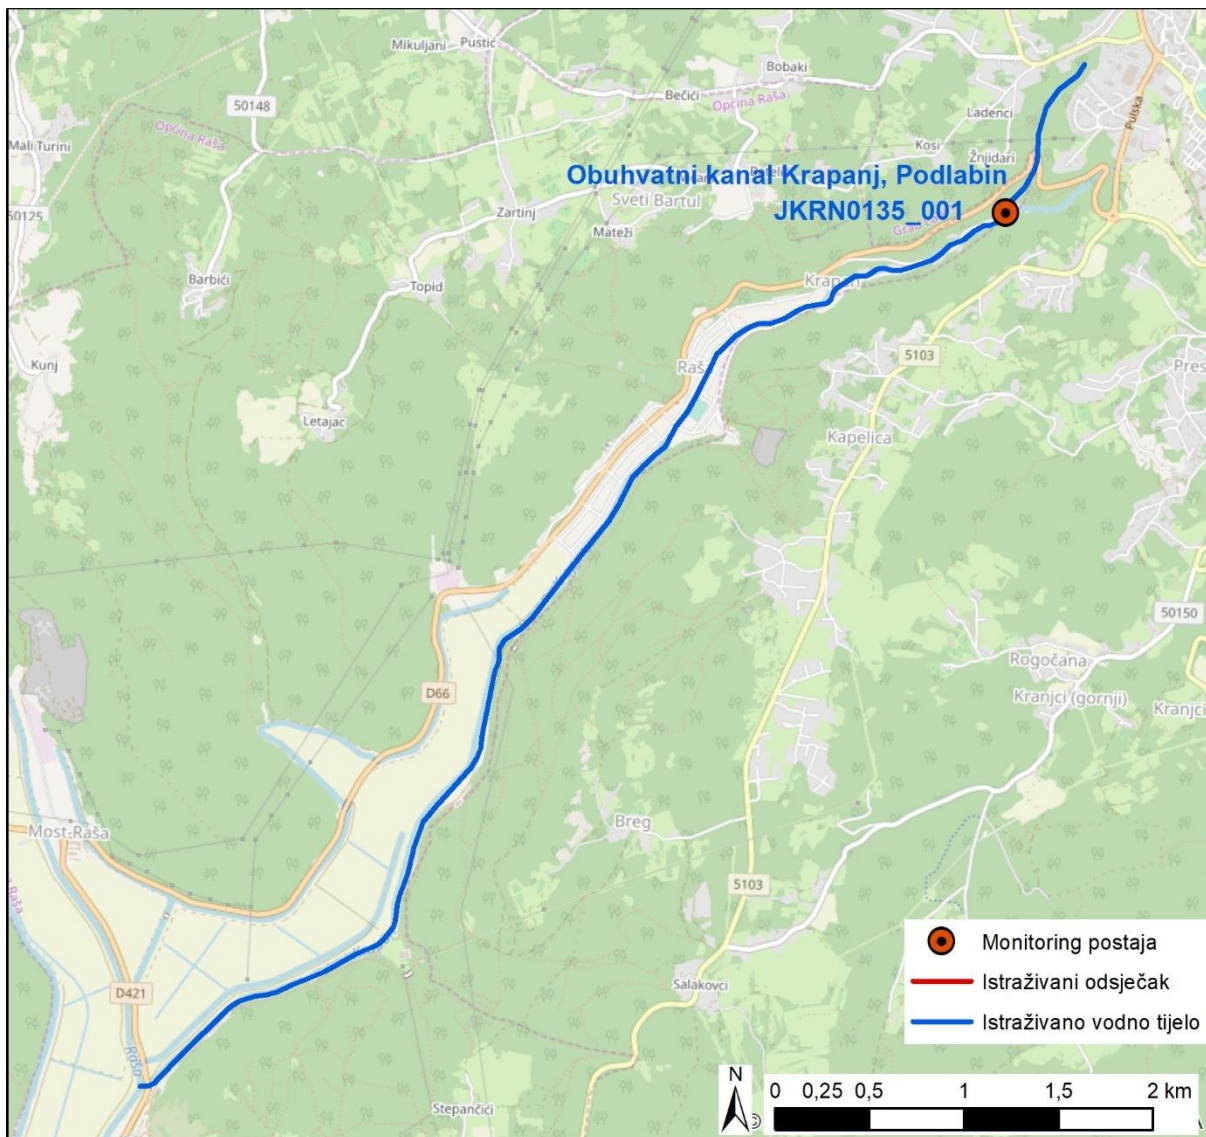 Mikuljani
Pustić
Bobaki
Bečići
Općina Raša
50148
Općina Raša
Ladenci
Pulska
Mali Turini
Kosi
Žnjidari
Obuhvatni kanal Krapanj, Podlabin
Sveti Bartul
50125
Zartinj
JKRN0135_001
Mateži
Barbići
Topid
Krapan
Raš
5103
Kunj
Pres
Letajac
Kapelica
50150
Rogočana
Kranjci (gornji)
Kranjci
D66
Most-Raša
Breg
Raša
5103
Monitoring postaja
Istraživani odsječak
Salakovci
D421
Istraživano vodno tijelo
Raša
N
0 0,25 0,5 1 1,5 2 km
Stepančići
©